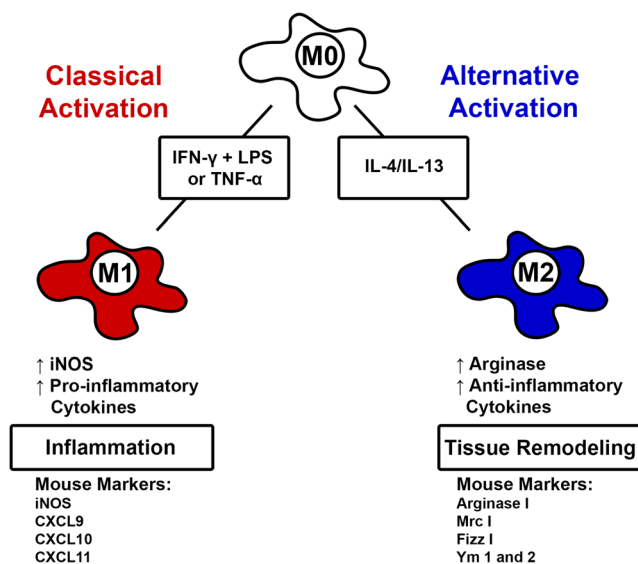 M0
Classical
Activation
Alternative
Activation
IFN-γ + LPS
or TNF-α
IL-4/IL-13
M1
M2
↑ iNOS
↑ Pro-inflammatory
Cytokines
↑ Arginase
↑ Anti-inflammatory
Cytokines
Inflammation
Tissue Remodeling
Mouse Markers:
iNOS
CXCL9
CXCL10
CXCL11
Mouse Markers:
Arginase I
Mrc I
Fizz I
Ym 1 and 2